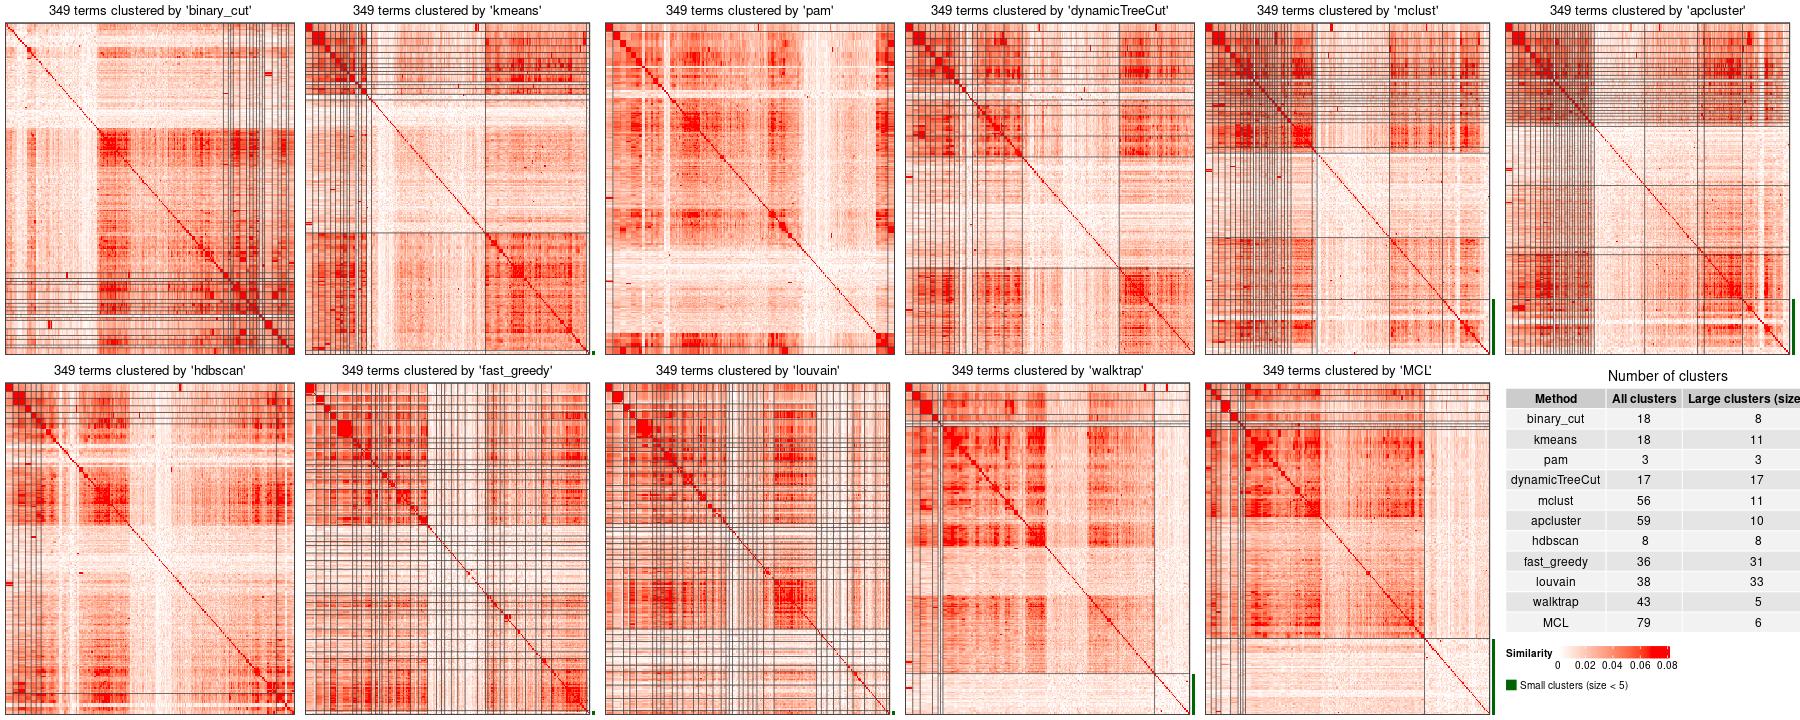 349 terms clustered by 'binary_cut'
349 terms clustered by 'kmeans'
349 terms clustered by 'pam'
349 terms clustered by 'dynamicTreeCut'
349 terms clustered by 'mclust'
349 terms clustered by 'apcluster'
349 terms clustered by 'hdbscan'
349 terms clustered by 'fast_greedy'
349 terms clustered by 'louvain'
349 terms clustered by 'walktrap'
349 terms clustered by 'MCL'
Number of clusters
Method All clusters Large clusters (size
binary_cut 18 8
kmeans 18 11
pam 3 3
dynamicTreeCut 17 17
mclust 56 11
apcluster 59 10
hdbscan 8 8
fast_greedy 36 31
louvain 38 33
walktrap 43 5
MCL 79 6
Similarity
0 0.02 0.04 0.06 0.08
Small clusters (size < 5)